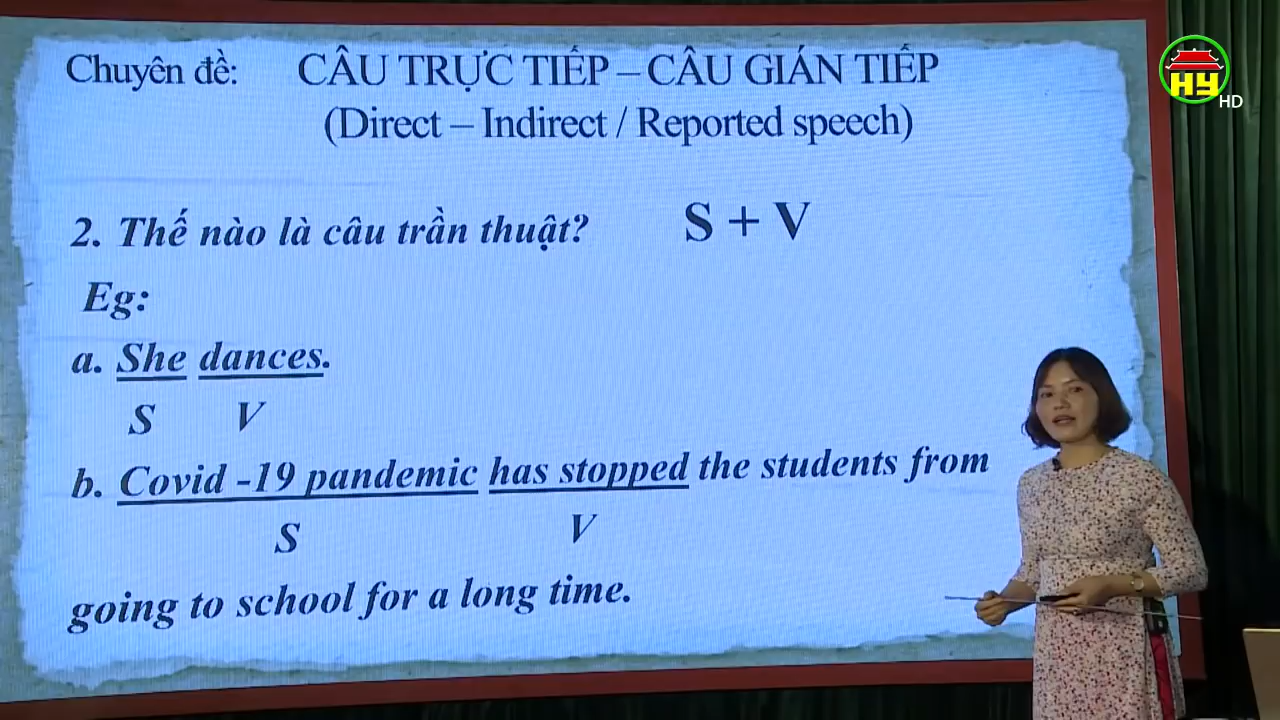 Chuyên đề: CÂU TRỰC TIẾP – CÂU GIÁN TIẾP
(Direct – Indirect / Reported speech)
HY
HD
2. Thế nào là câu trần thuật? S + V
Eg:
a. She dances.
S V
b. Covid -19 pandemic has stopped the students from
S V
going to school for a long time.